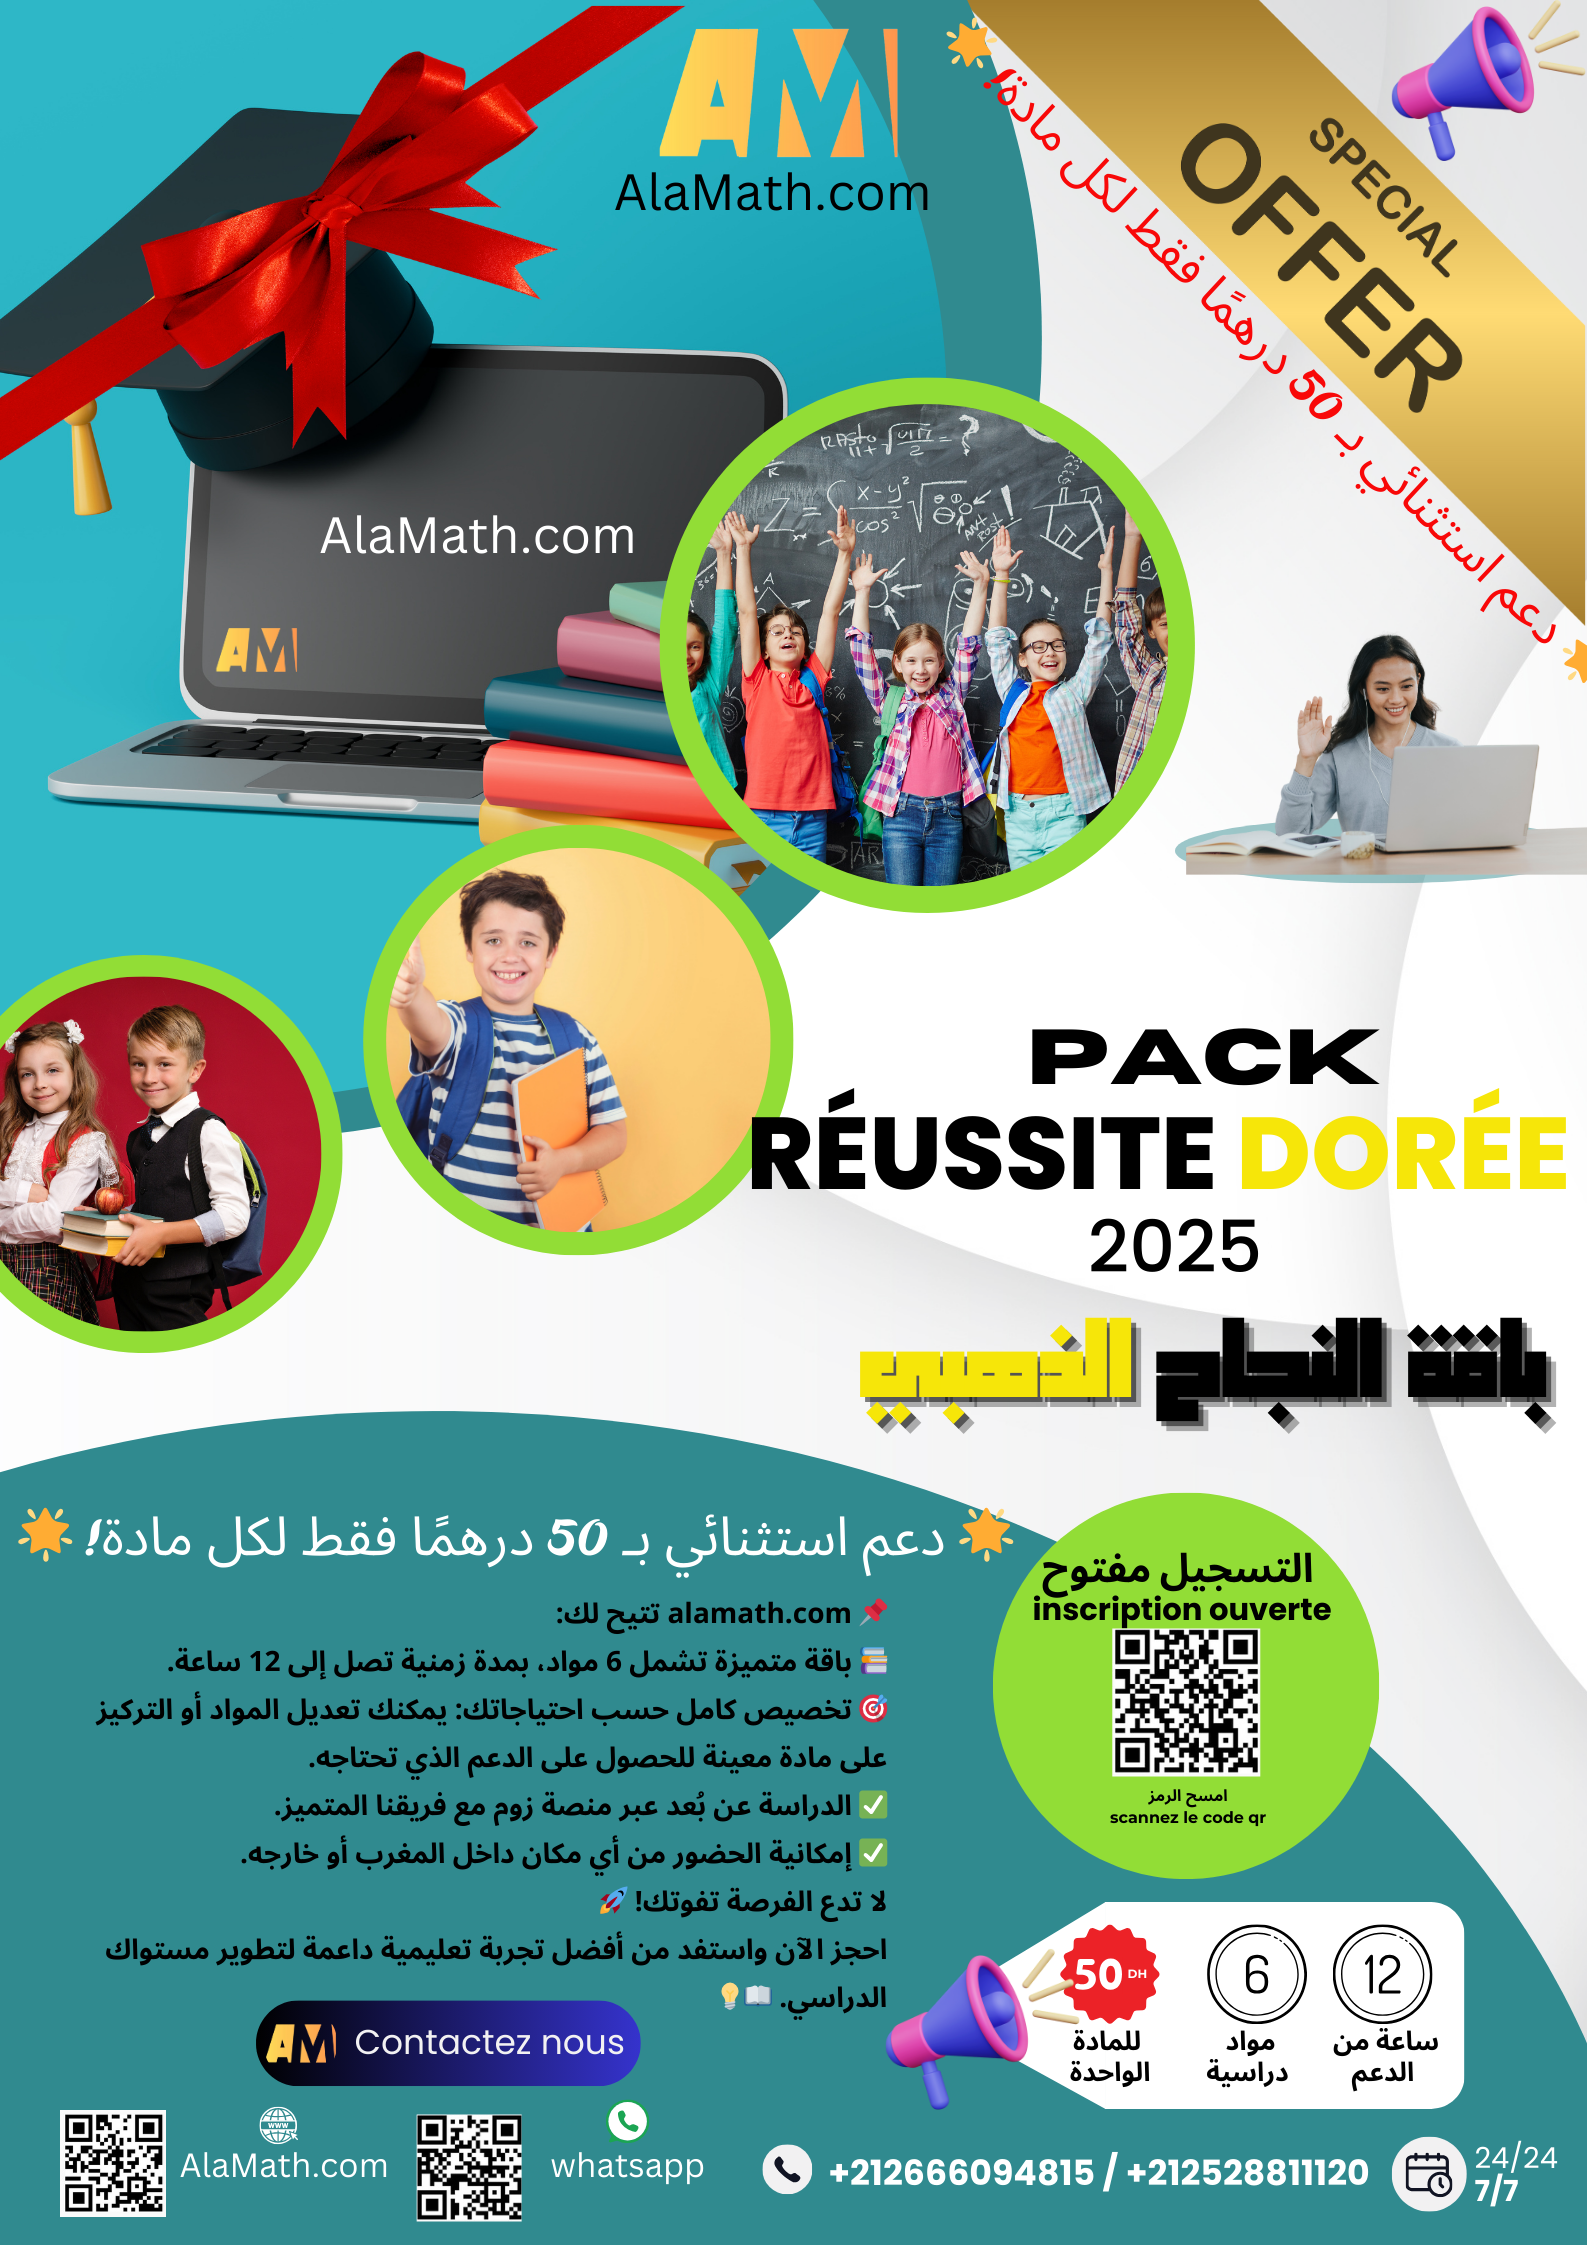 AM
AlaMath.com
SPECIAL
OFFER
🌟 دعم استثنائي بـ 50 درهمًا فقط لكل مادة! 🌟
AlaMath.com
AM
PACK
RÉUSSITE DORÉE
2025
باقة النجاح الذهبي
🌟 دعم استثنائي بـ 50 درهمًا فقط لكل مادة! 🌟
📌 alamath.com تتيح لك:
📚 باقة متميزة تشمل 6 مواد، بمدة زمنية تصل إلى 12 ساعة.
🎯 تخصيص كامل حسب احتياجاتك: يمكنك تعديل المواد أو التركيز
على مادة معينة للحصول على الدعم الذي تحتاجه.
✅ الدراسة عن بُعد عبر منصة زوم مع فريقنا المتميز.
✅ إمكانية الحضور من أي مكان داخل المغرب أو خارجه.
لا تدع الفرصة تفوتك! 🚀
احجز الآن واستفد من أفضل تجربة تعليمية داعمة لتطوير مستواك
الدراسي. 📖💡
التسجيل مفتوح
inscription ouverte
امسح الرمز
scannez le code qr
12
ساعة من
الدعم
6
مواد
دراسية
50 DH
للمادة
الواحدة
AM Contactez nous
www
AlaMath.com
whatsapp
+212666094815 / +212528811120
24/24
7/7